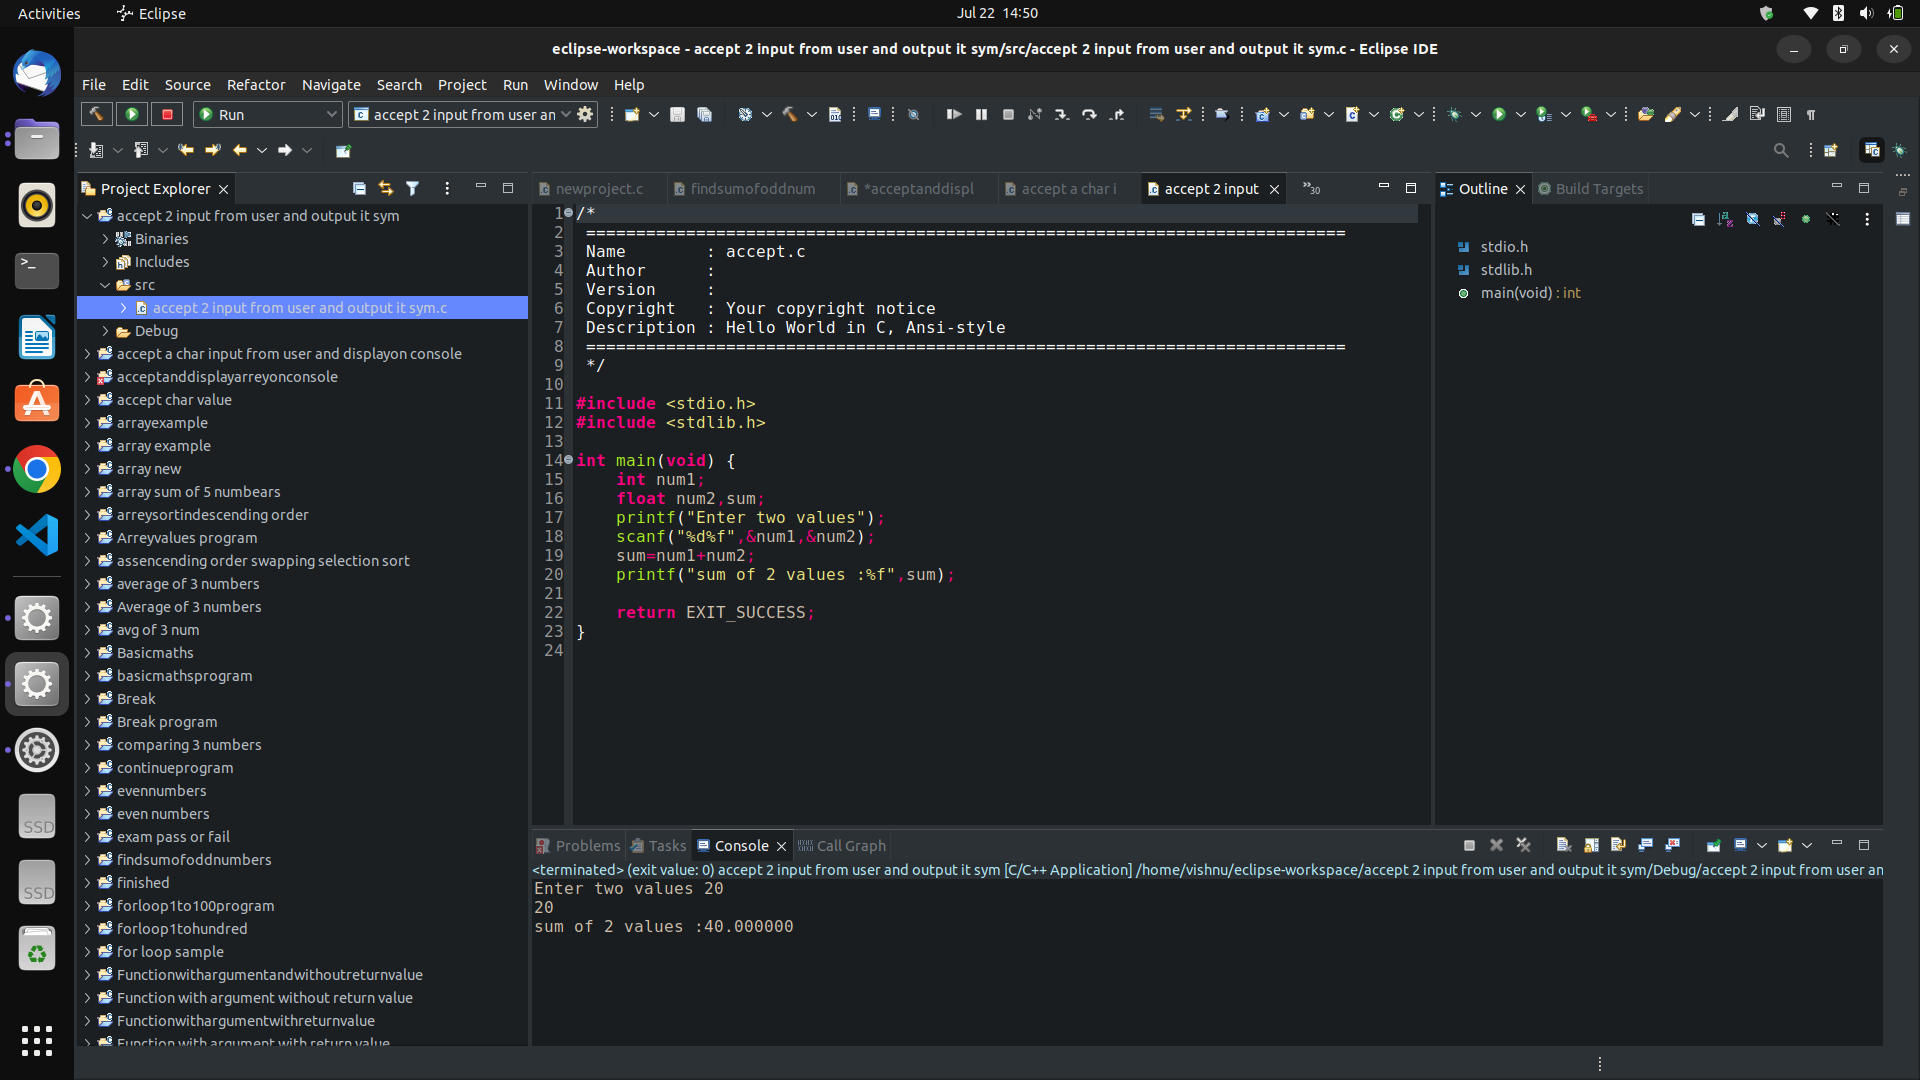 Activities
Eclipse
Jul 22 14:50
eclipse-workspace - accept 2 input from user and output it sym/src/accept 2 input from user and output it sym.c - Eclipse IDE
File Edit Source Refactor Navigate Search Project Run Window Help
Run
accept 2 input from user an
Project Explorer
accept 2 input from user and output it sym
Binaries
Includes
src
accept 2 input from user and output it sym.c
Debug
accept a char input from user and displayon console
acceptanddisplayarreyonconsole
accept char value
arrayexample
array example
array new
array sum of 5 numbears
arreysortindescending order
Arreyvalues program
assencending order swapping selection sort
average of 3 numbers
Average of 3 numbers
avg of 3 num
Basicmaths
basicmathsprogram
Break
Break program
comparing 3 numbers
continueprogram
evennumbers
even numbers
exam pass or fail
findsumofoddnumbers
finished
forloop1to100program
forloop1tohundred
for loop sample
Functionwithargumentandwithoutreturnvalue
Function with argument without return value
Functionwithargumentwithreturnvalue
Function with argument with return value
newproject.c
findsumofoddnum
*acceptanddispl
accept a char i
accept 2 input
»30
1 /*
2 ============================================================================
3 Name        : accept.c
4 Author      :
5 Version     :
6 Copyright   : Your copyright notice
7 Description : Hello World in C, Ansi-style
8 ============================================================================
9 */
10
11 #include <stdio.h>
12 #include <stdlib.h>
13
14 int main(void) {
15     int num1;
16     float num2,sum;
17     printf("Enter two values");
18     scanf("%d%f",&num1,&num2);
19     sum=num1+num2;
20     printf("sum of 2 values :%f",sum);
21
22     return EXIT_SUCCESS;
23 }
24
Outline
Build Targets
stdio.h
stdlib.h
main(void) : int
Problems
Tasks
Console
Call Graph
<terminated> (exit value: 0) accept 2 input from user and output it sym [C/C++ Application] /home/vishnu/eclipse-workspace/accept 2 input from user and output it sym/Debug/accept 2 input from user an
Enter two values 20
20
sum of 2 values :40.000000
SSD
SSD